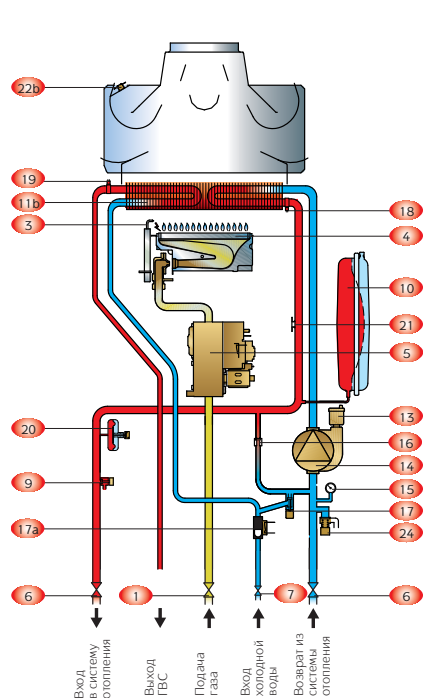 22b
19
11b
3
18
4
10
21
5
13
20
16
14
9
15
17
17a
24
6
1
7
6
Вход
в систему
отопления
Выход
ГВС
Подача
газа
Вход
холодной
воды
Возврат из
системы
отопления